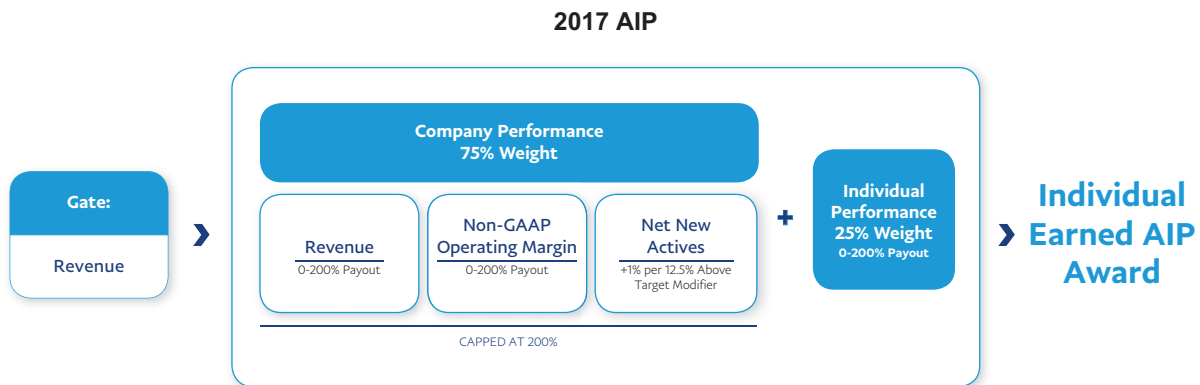 2017 AIP
Gate:
Revenue
Company Performance
75% Weight
Revenue
0-200% Payout
Non-GAAP
Operating Margin
0-200% Payout
Net New
Actives
+1% per 12.5% Above
Target Modifier
CAPPED AT 200%
+
Individual
Performance
25% Weight
0-200% Payout
Individual
Earned AIP
Award